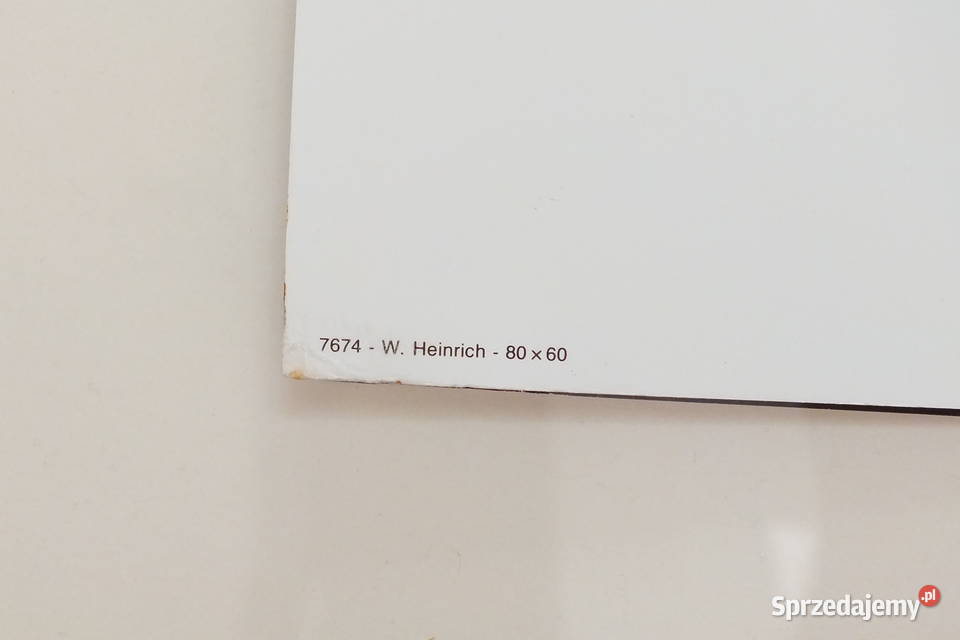 7674 - W. Heinrich - 80 × 60
Sprzedajemy.pl